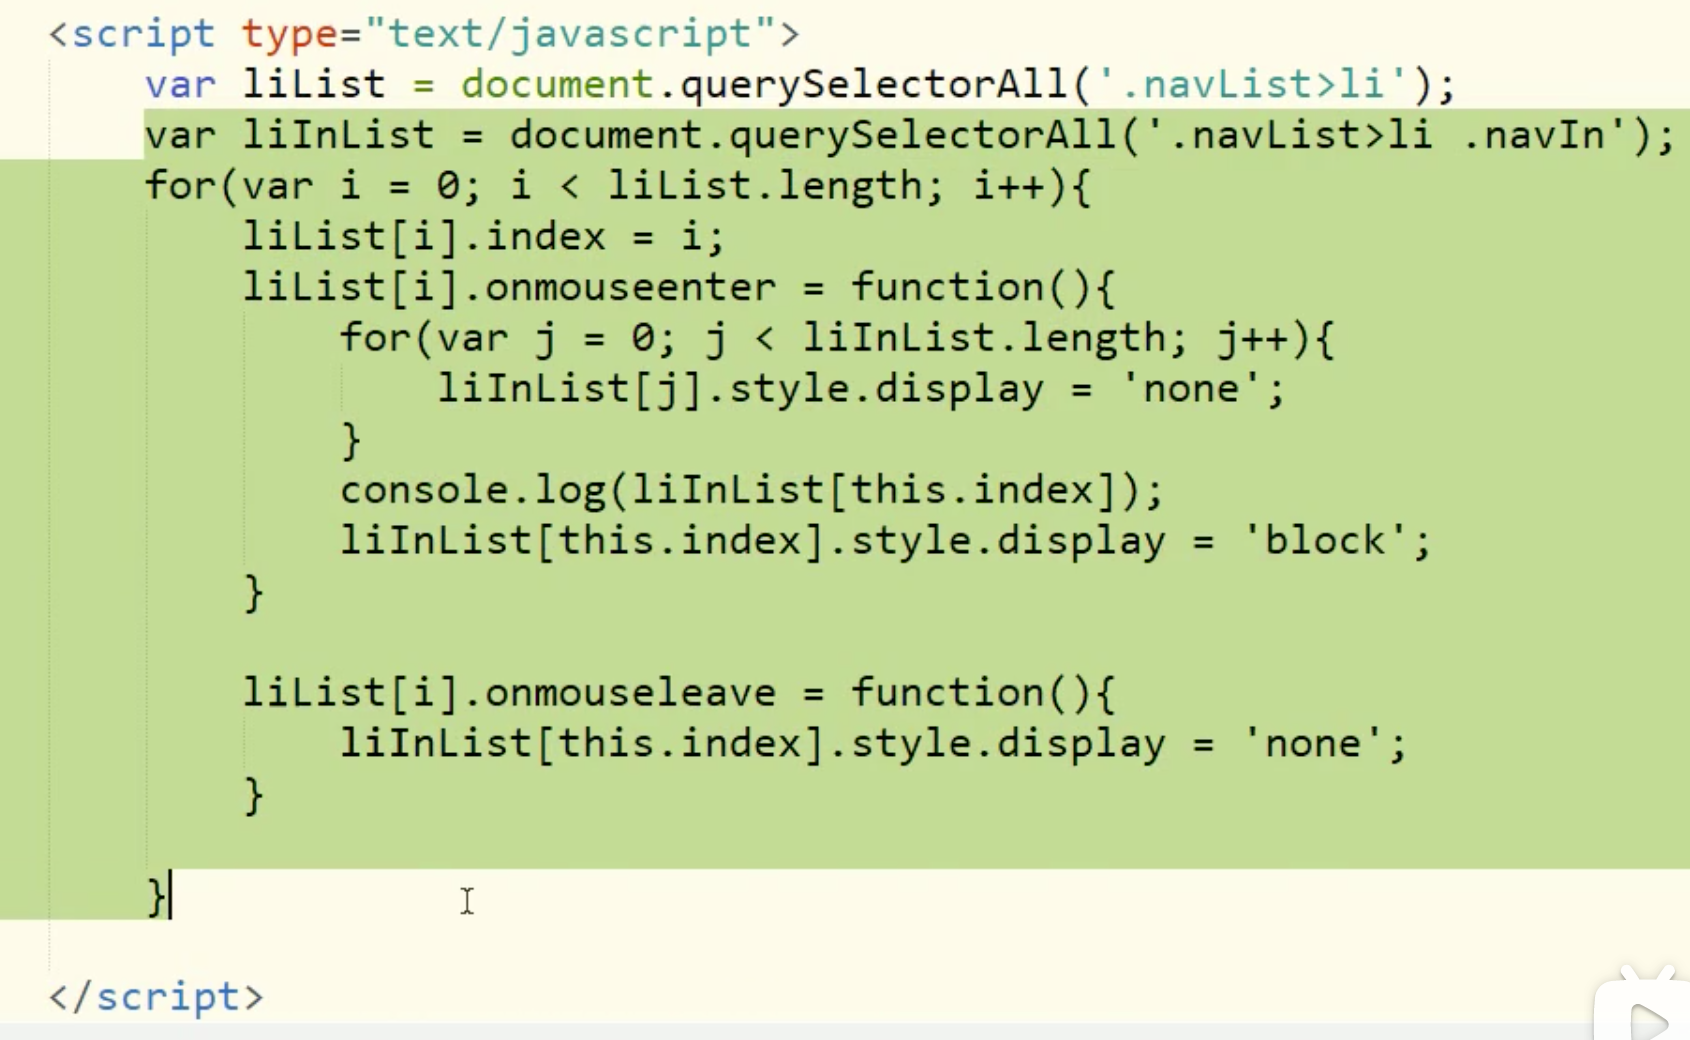 <script type="text/javascript">
var liList = document.querySelectorAll('.navList>li');
var liInList = document.querySelectorAll('.navList>li .navIn');
for(var i = 0; i < liList.length; i++){
liList[i].index = i;
liList[i].onmouseenter = function(){
for(var j = 0; j < liInList.length; j++){
liInList[j].style.display = 'none';
}
console.log(liInList[this.index]);
liInList[this.index].style.display = 'block';
}
liList[i].onmouseleave = function(){
liInList[this.index].style.display = 'none';
}
}
</script>